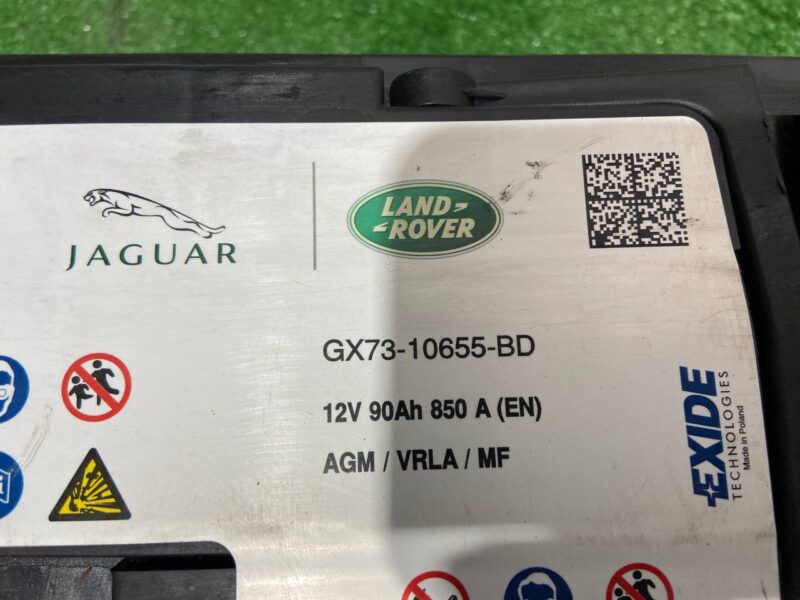 JAGUAR
LAND-
-ROVER
GX73-10655-BD
12V 90Ah 850 A (EN)
AGM / VRLA / MF
EXIDE
TECHNOLOGIES
Made in Poland